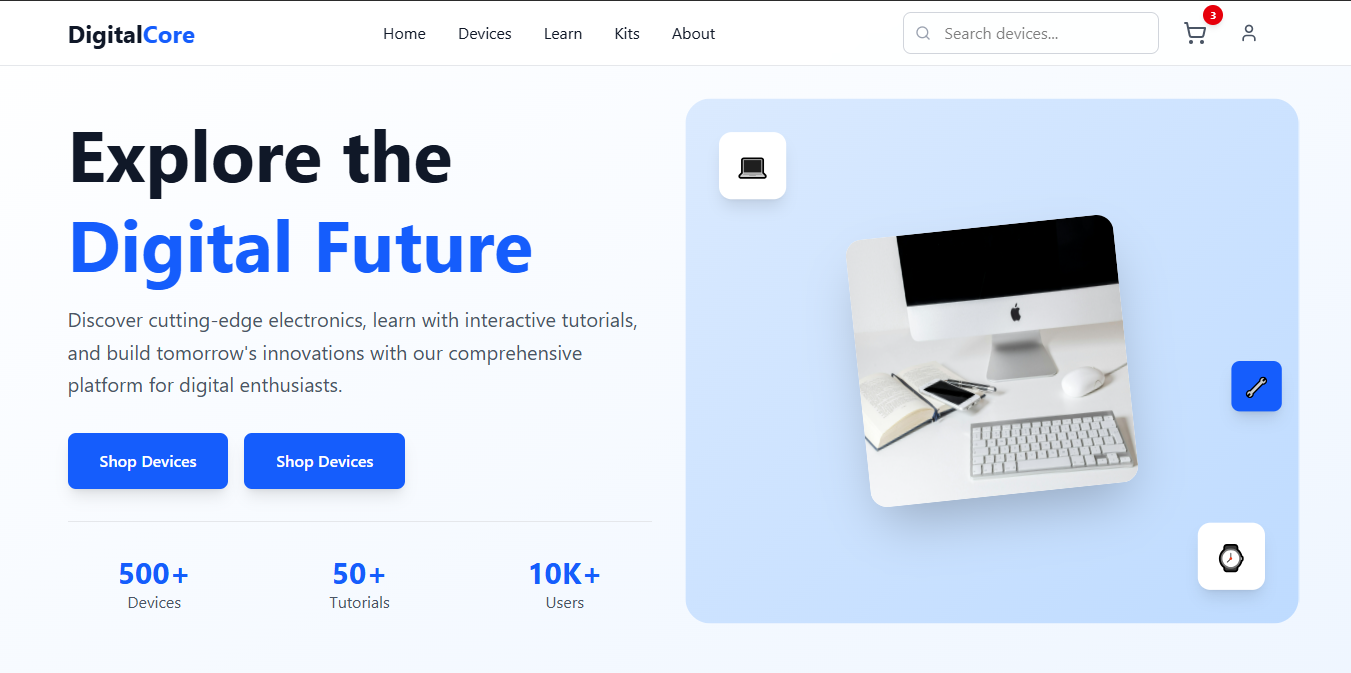 DigitalCore
Home
Devices
Learn
Kits
About
Search devices...
3
Explore the
Digital Future
Discover cutting-edge electronics, learn with interactive tutorials,
and build tomorrow's innovations with our comprehensive
platform for digital enthusiasts.
Shop Devices
Shop Devices
500+
Devices
50+
Tutorials
10K+
Users